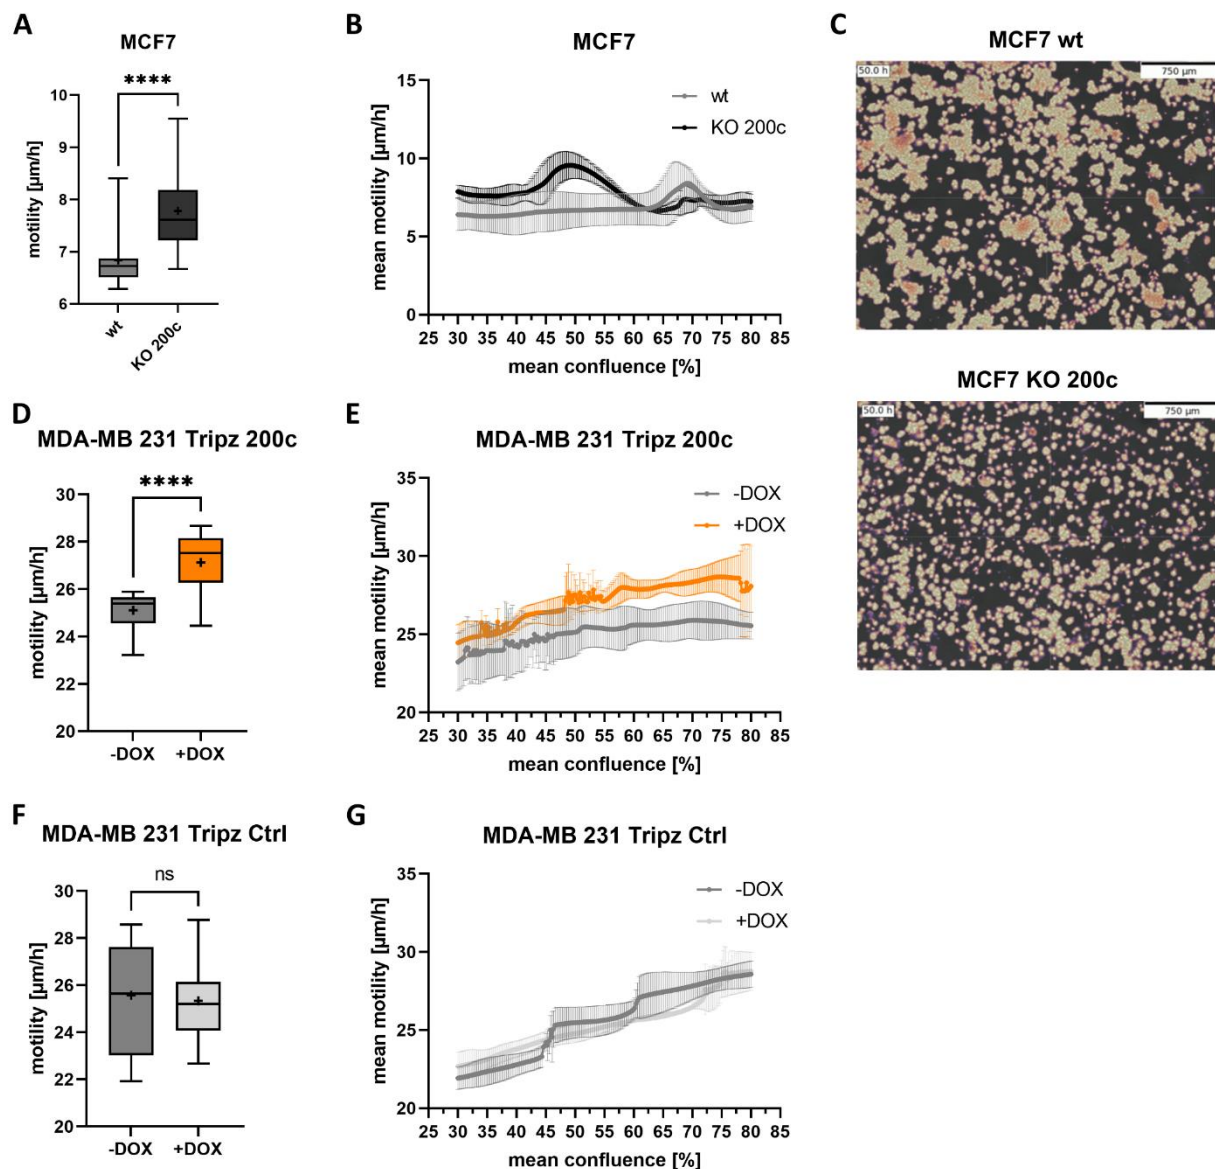 A
MCF7
****
motility [µm/h]
10
9
8
7
6
wt
KO 200c
B
MCF7
wt
KO 200c
mean motility [µm/h]
15
10
5
0
25 30 35 40 45 50 55 60 65 70 75 80 85
mean confluence [%]
C
MCF7 wt
50.0 h
750 µm
MCF7 KO 200c
50.0 h
750 µm
D
MDA-MB 231 Tripz 200c
****
motility [µm/h]
30
28
26
24
22
20
-DOX +DOX
E
MDA-MB 231 Tripz 200c
-DOX
+DOX
mean motility [µm/h]
35
30
25
20
25 30 35 40 45 50 55 60 65 70 75 80 85
mean confluence [%]
F
MDA-MB 231 Tripz Ctrl
ns
motility [µm/h]
30
28
26
24
22
20
-DOX +DOX
G
MDA-MB 231 Tripz Ctrl
-DOX
+DOX
mean motility [µm/h]
35
30
25
20
25 30 35 40 45 50 55 60 65 70 75 80 85
mean confluence [%]